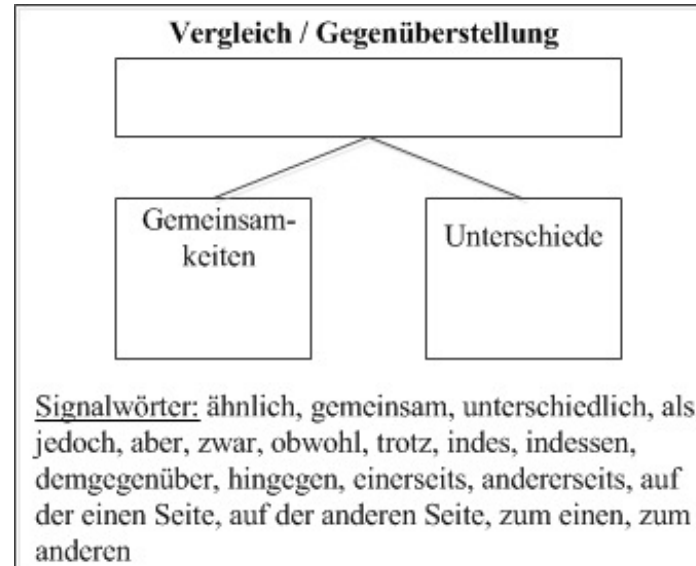 Vergleich / Gegenüberstellung
Gemeinsam-
keiten
Unterschiede
Signalwörter: ähnlich, gemeinsam, unterschiedlich, als
jedoch, aber, zwar, obwohl, trotz, indes, indessen,
demgegenüber, hingegen, einerseits, andererseits, auf
der einen Seite, auf der anderen Seite, zum einen, zum
anderen